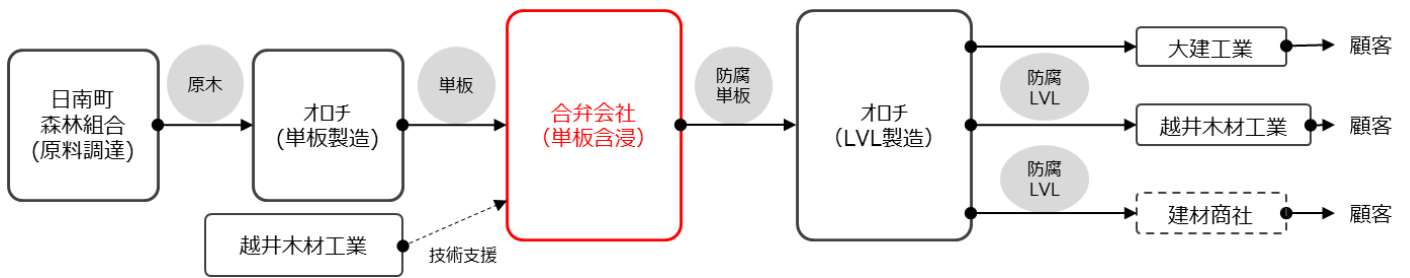 日南町
森林組合
(原料調達)
原木
オロチ
(単板製造)
単板
合弁会社
（単板含浸）
防腐
単板
オロチ
（LVL製造）
防腐
LVL
防腐
LVL
大建工業
顧客
越井木材工業
顧客
建材商社
顧客
越井木材工業
技術支援